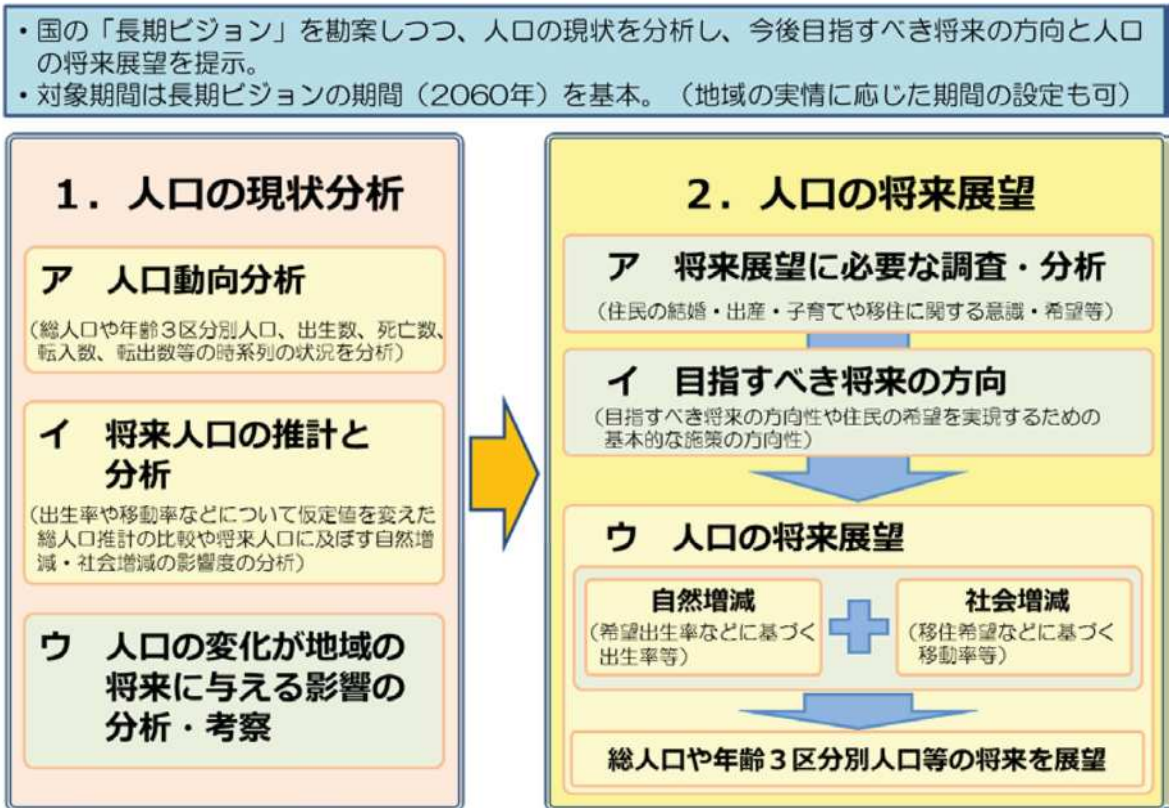 ・国の「長期ビジョン」を勘案しつつ、人口の現状を分析し、今後目指すべき将来の方向と人口
の将来展望を提示。
・対象期間は長期ビジョンの期間（2060年）を基本。（地域の実情に応じた期間の設定も可）
1．人口の現状分析
ア　人口動向分析
（総人口や年齢３区分別人口、出生数、死亡数、
転入数、転出数等の時系列の状況を分析）
イ　将来人口の推計と
分析
（出生率や移動率などについて仮定値を変えた
総人口推計の比較や将来人口に及ぼす自然増
減・社会増減の影響度の分析）
ウ　人口の変化が地域の
将来に与える影響の
分析・考察
2．人口の将来展望
ア　将来展望に必要な調査・分析
（住民の結婚・出産・子育てや移住に関する意識・希望等）
イ　目指すべき将来の方向
（目指すべき将来の方向性や住民の希望を実現するための
基本的な施策の方向性）
ウ　人口の将来展望
自然増減
（希望出生率などに基づく
出生率等）
社会増減
（移住希望などに基づく
移動率等）
総人口や年齢３区分別人口等の将来を展望